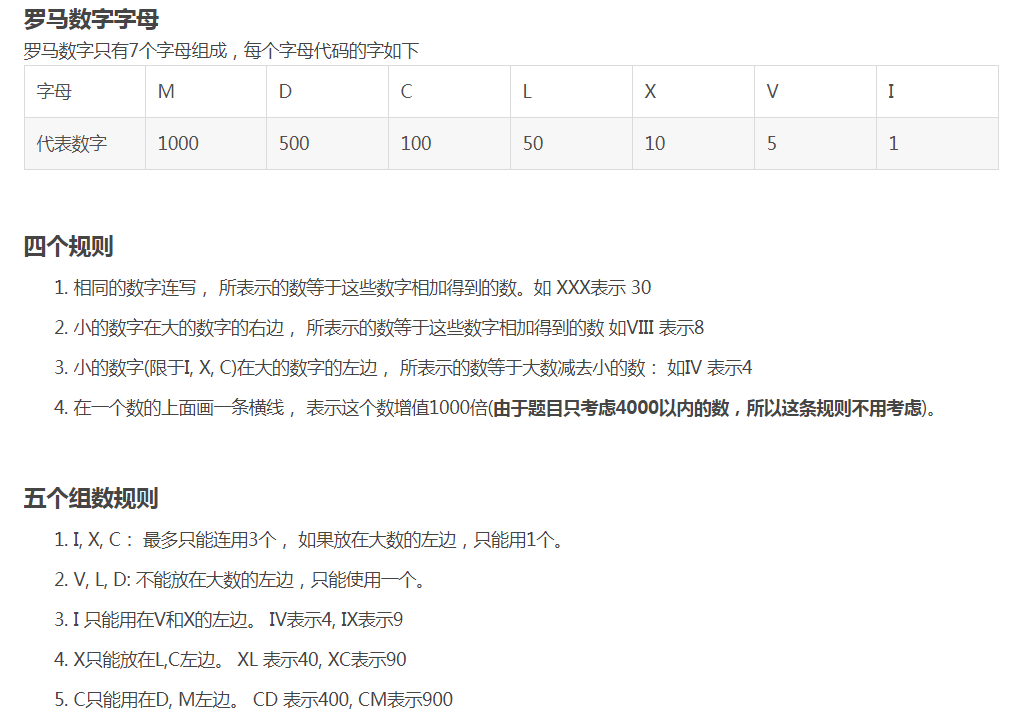 罗马数字字母
罗马数字只有7个字母组成，每个字母代码的字如下
字母 M D C L X V I
代表数字 1000 500 100 50 10 5 1
四个规则
1. 相同的数字连写， 所表示的数等于这些数字相加得到的数。如 XXX表示 30
2. 小的数字在大的数字的右边， 所表示的数等于这些数字相加得到的数 如VIII 表示8
3. 小的数字(限于I, X, C)在大的数字的左边， 所表示的数等于大数减去小的数： 如IV 表示4
4. 在一个数的上面画一条横线， 表示这个数增值1000倍(由于题目只考虑4000以内的数，所以这条规则不用考虑)。
五个组数规则
1. I, X, C： 最多只能连用3个， 如果放在大数的左边，只能用1个。
2. V, L, D: 不能放在大数的左边，只能使用一个。
3. I 只能用在V和X的左边。 IV表示4, IX表示9
4. X只能放在L,C左边。 XL 表示40, XC表示90
5. C只能用在D, M左边。 CD 表示400, CM表示900